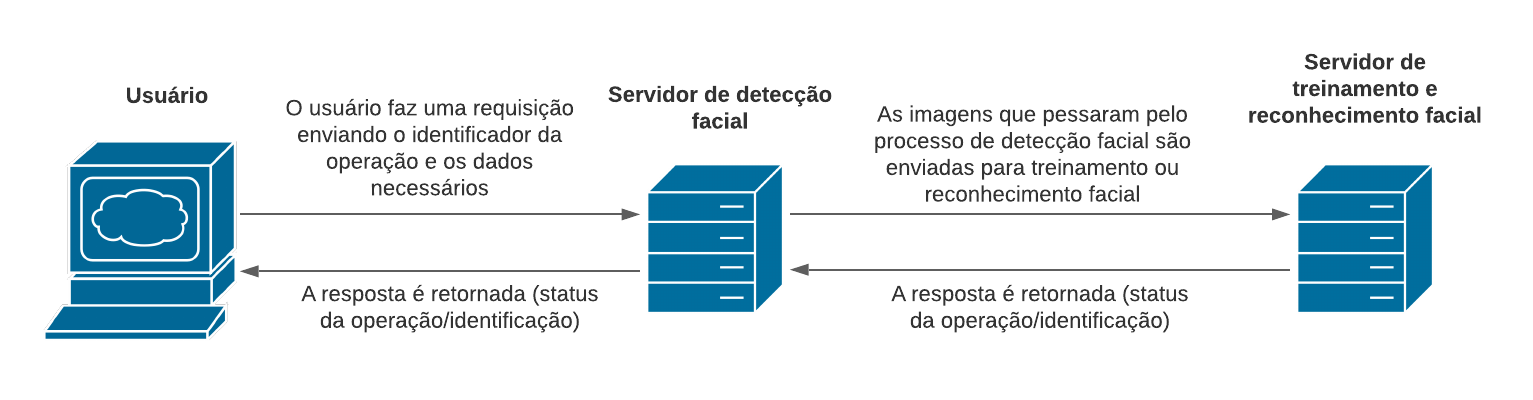 Usuário
O usuário faz uma requisição
enviando o identificador da
operação e os dados
necessários
A resposta é retornada (status
da operação/identificação)
Servidor de detecção
facial
As imagens que pessaram pelo
processo de detecção facial são
enviadas para treinamento ou
reconhecimento facial
A resposta é retornada (status
da operação/identificação)
Servidor de
treinamento e
reconhecimento facial